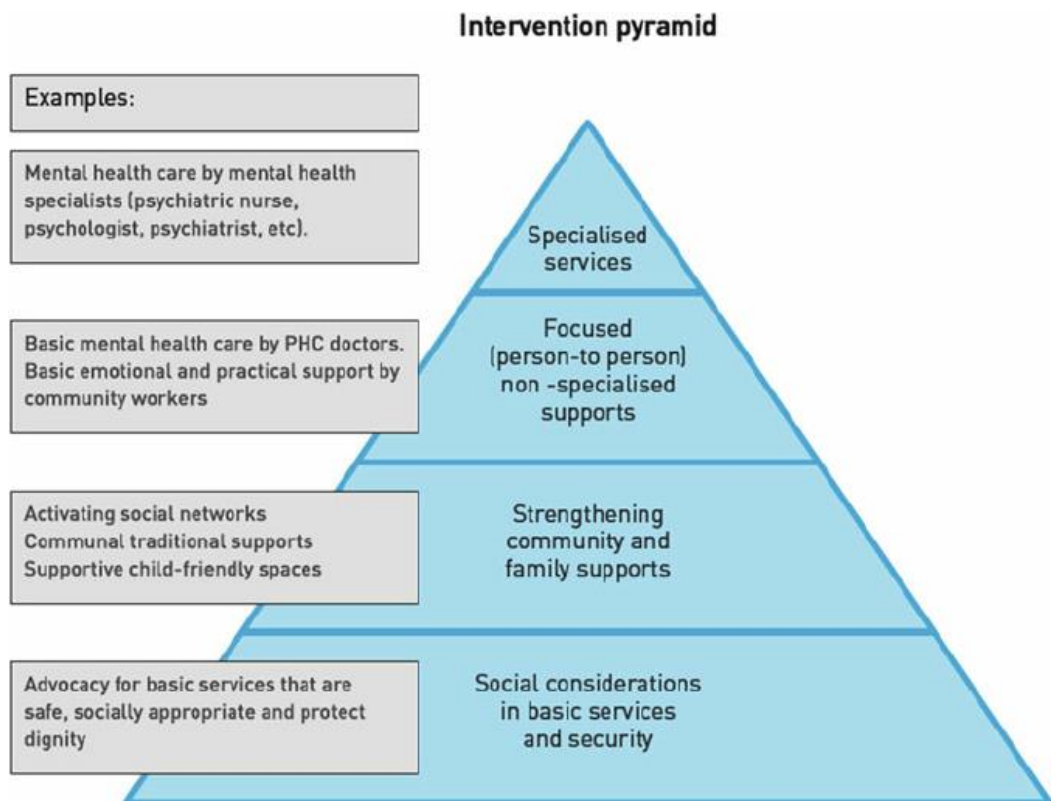 Intervention pyramid
Examples:
Mental health care by mental health
specialists (psychiatric nurse,
psychologist, psychiatrist, etc).
Specialised
services
Basic mental health care by PHC doctors.
Basic emotional and practical support by
community workers
Focused
(person-to person)
non -specialised
supports
Activating social networks
Communal traditional supports
Supportive child-friendly spaces
Strengthening
community and
family supports
Advocacy for basic services that are
safe, socially appropriate and protect
dignity
Social considerations
in basic services
and security